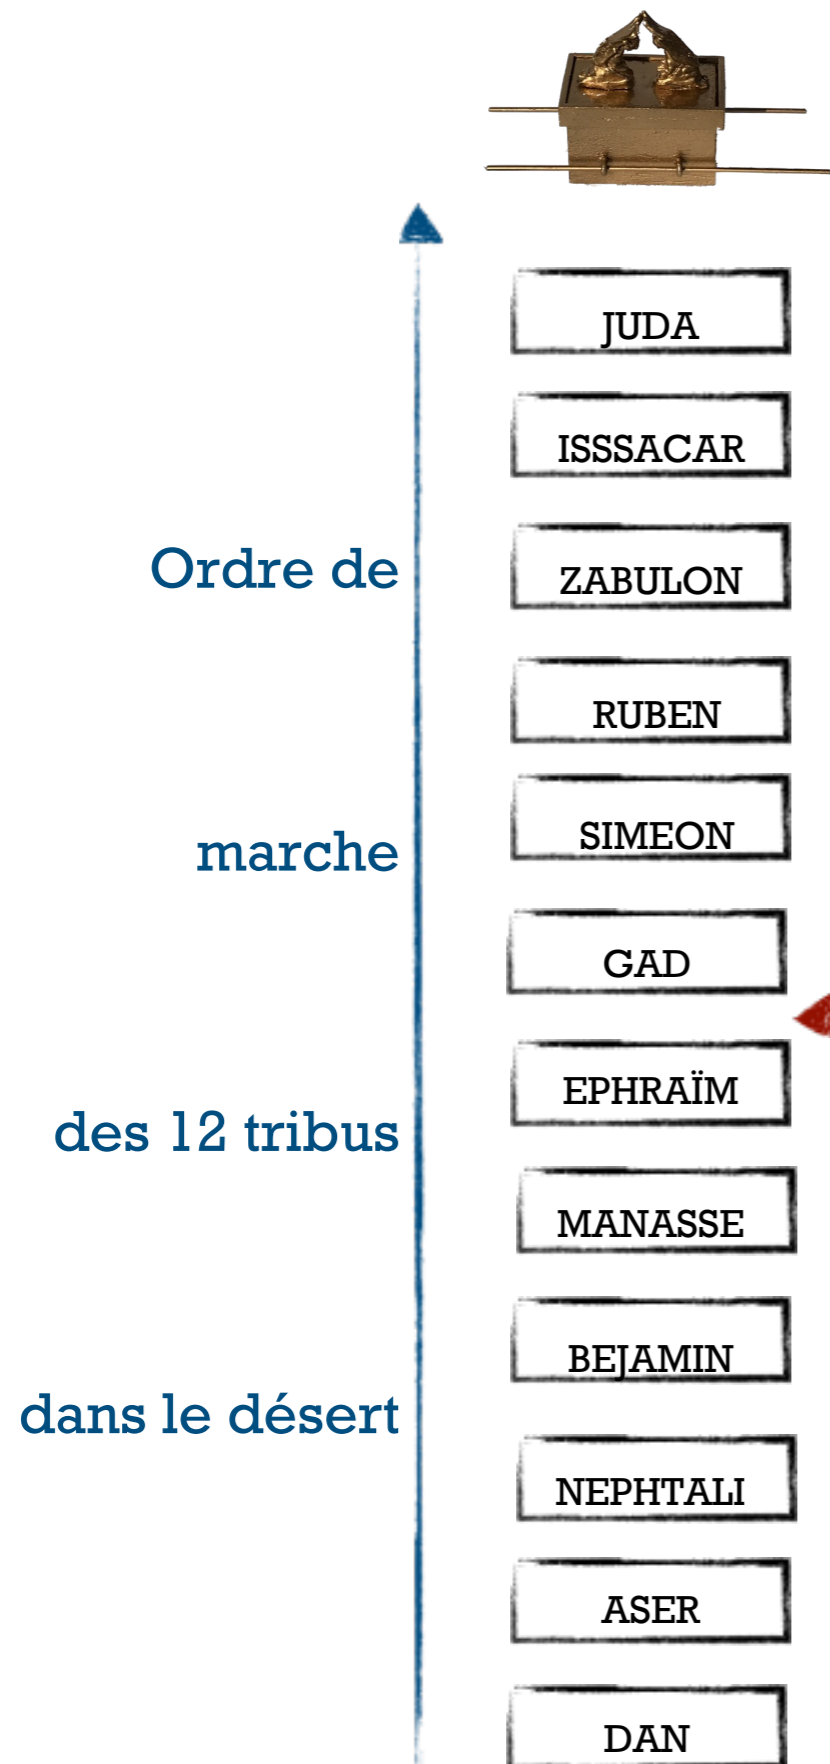 JUDA
ISSSACAR
Ordre de
ZABULON
RUBEN
marche
SIMEON
GAD
des 12 tribus
EPHRAÏM
MANASSE
BEJAMIN
dans le désert
NEPHTALI
ASER
DAN